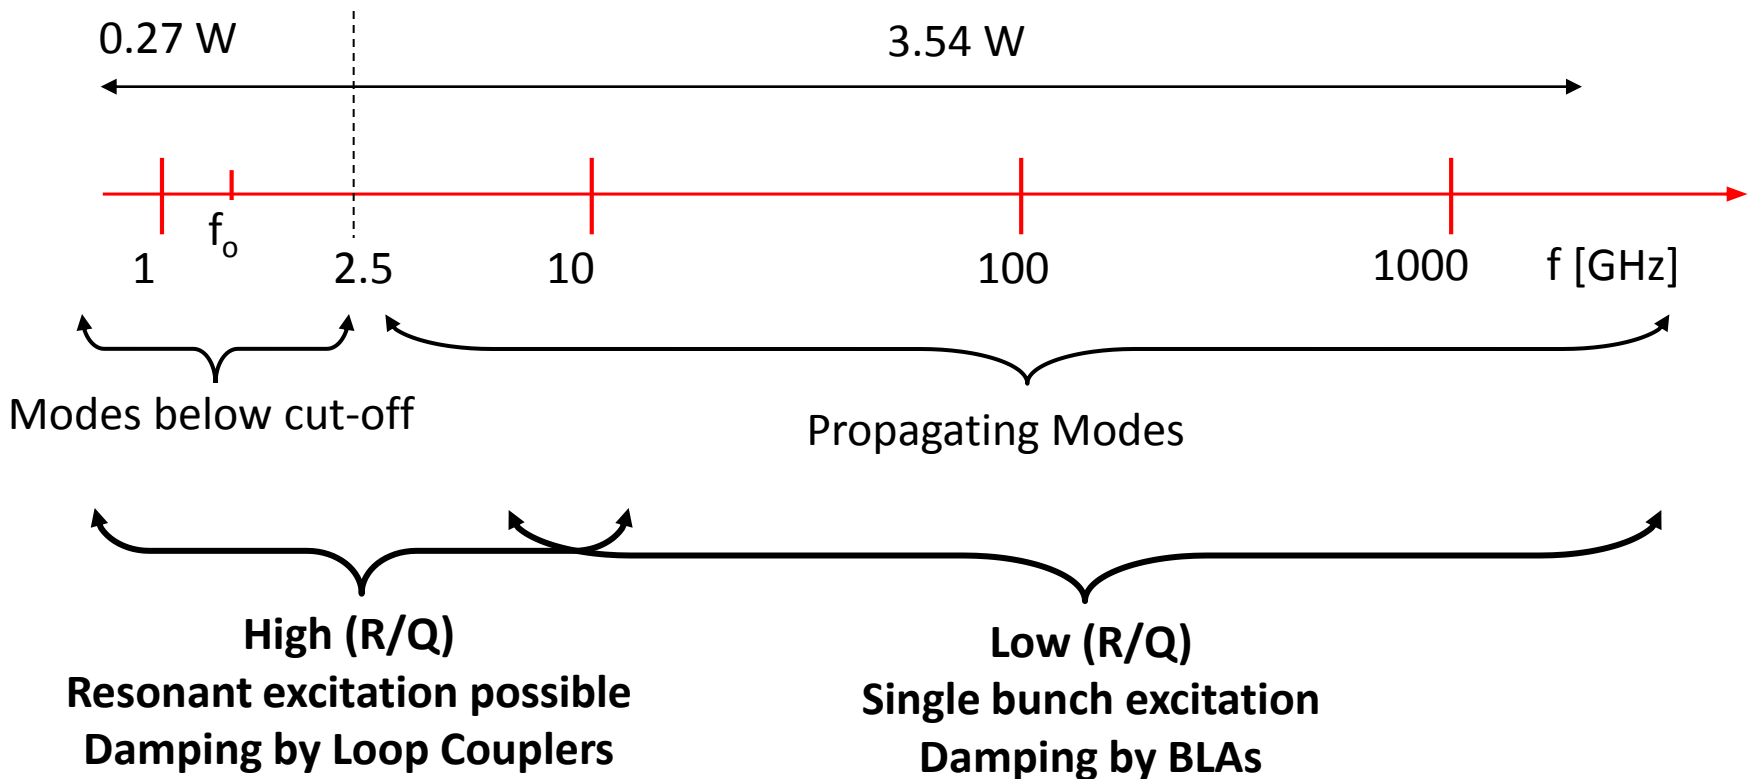 0.27 W
3.54 W
fo
1
2.5
10
100
1000
f [GHz]
Modes below cut-off
Propagating Modes
High (R/Q)
Resonant excitation possible
Damping by Loop Couplers
Low (R/Q)
Single bunch excitation
Damping by BLAs